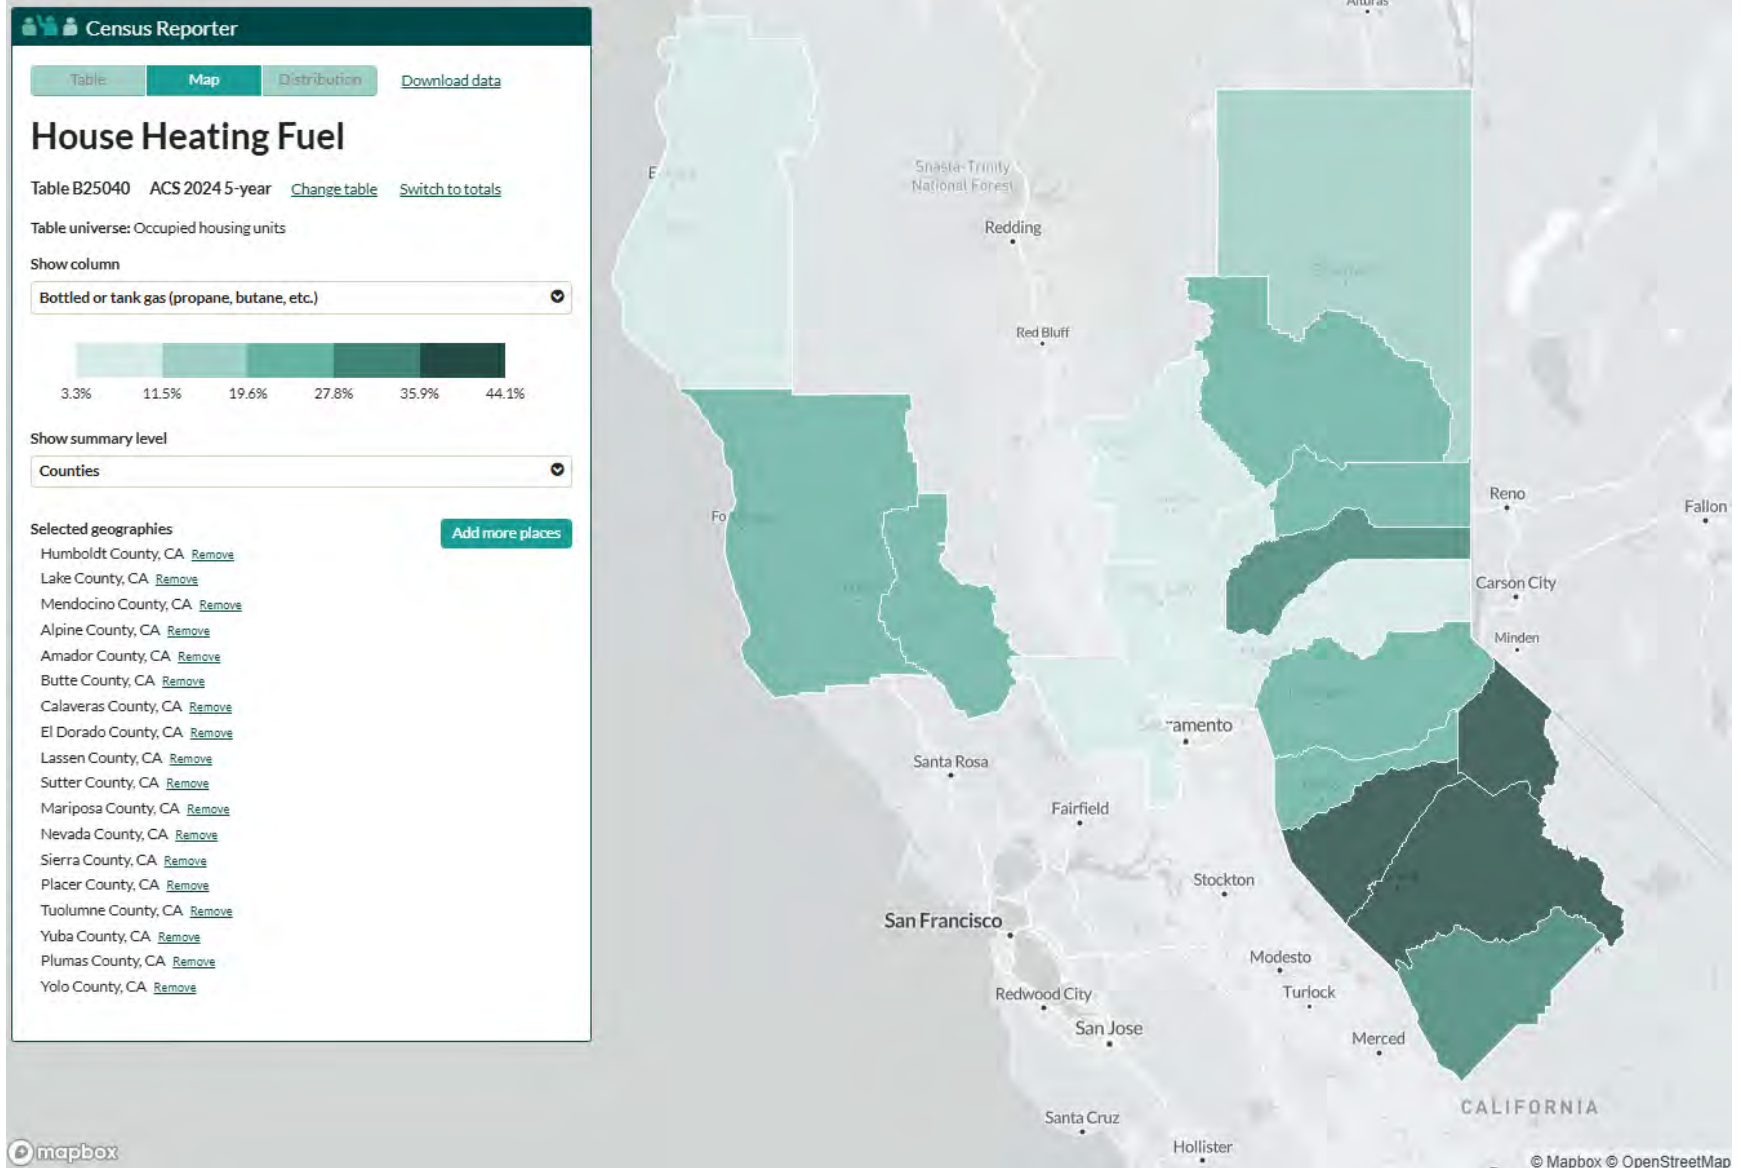 Census Reporter
Table
Map
Distribution
Download data
House Heating Fuel
Table B25040 ACS 2024 5-year Change table Switch to totals
Table universe: Occupied housing units
Show column
Bottled or tank gas (propane, butane, etc.)
3.3% 11.5% 19.6% 27.8% 35.9% 44.1%
Show summary level
Counties
Selected geographies
Add more places
Humboldt County, CA Remove
Lake County, CA Remove
Mendocino County, CA Remove
Alpine County, CA Remove
Amador County, CA Remove
Butte County, CA Remove
Calaveras County, CA Remove
El Dorado County, CA Remove
Lassen County, CA Remove
Sutter County, CA Remove
Mariposa County, CA Remove
Nevada County, CA Remove
Sierra County, CA Remove
Placer County, CA Remove
Tuolumne County, CA Remove
Yuba County, CA Remove
Plumas County, CA Remove
Yolo County, CA Remove
mapbox
Alturas
Shasta-Trinity
National Forest
Redding
Red Bluff
Reno
Fallon
Carson City
Minden
Santa Rosa
Fairfield
Stockton
San Francisco
Modesto
Turlock
Redwood City
San Jose
Merced
Santa Cruz
Hollister
CALIFORNIA
© Mapbox © OpenStreetMap